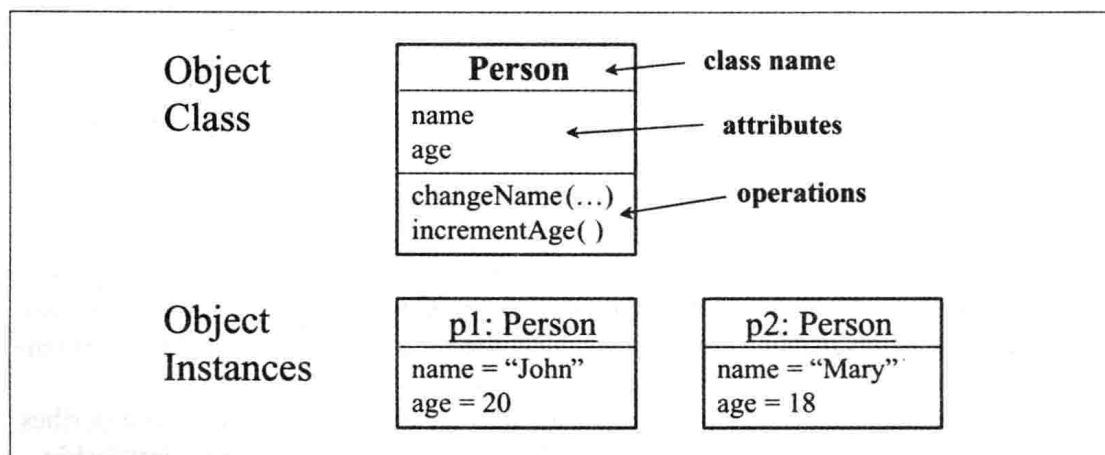 Object
Class
Person
class name
name
age
attributes
changeName(…)
incrementAge( )
operations
Object
Instances
p1: Person
name = “John”
age = 20
p2: Person
name = “Mary”
age = 18